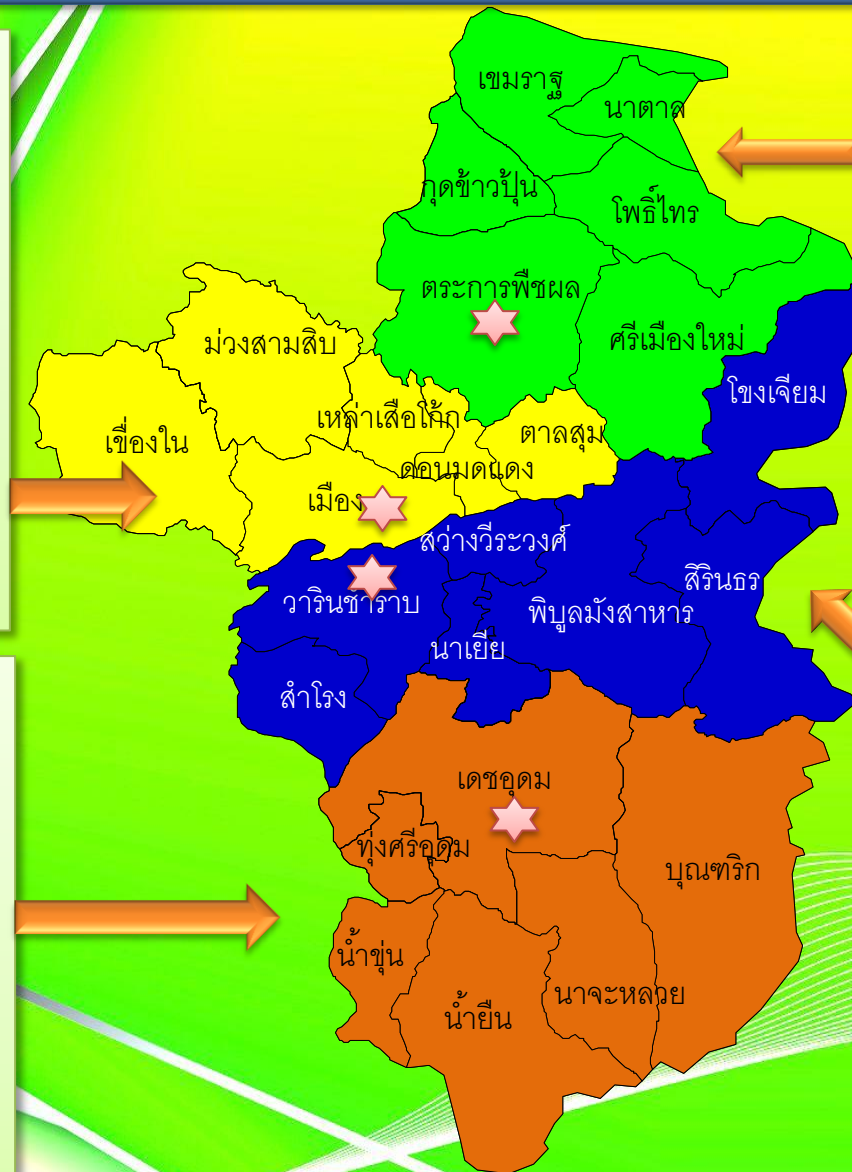 เขมราฐ
นาตาล
กุดข้าวปุ้น
โพธิ์ไทร
ตระการพืชผล
ศรีเมืองใหม่
ม่วงสามสิบ
โขงเจียม
เหล่าเสือโก้ก
ตาลสุม
เขื่องใน
ดอนมดแดง
เมือง
สว่างวีระวงศ์
สิรินธร
วารินชำราบ
พิบูลมังสาหาร
นาเยีย
สำโรง
เดชอุดม
ทุ่งศรีอุดม
บุณฑริก
น้ำขุ่น
นาจะหลวย
น้ำยืน